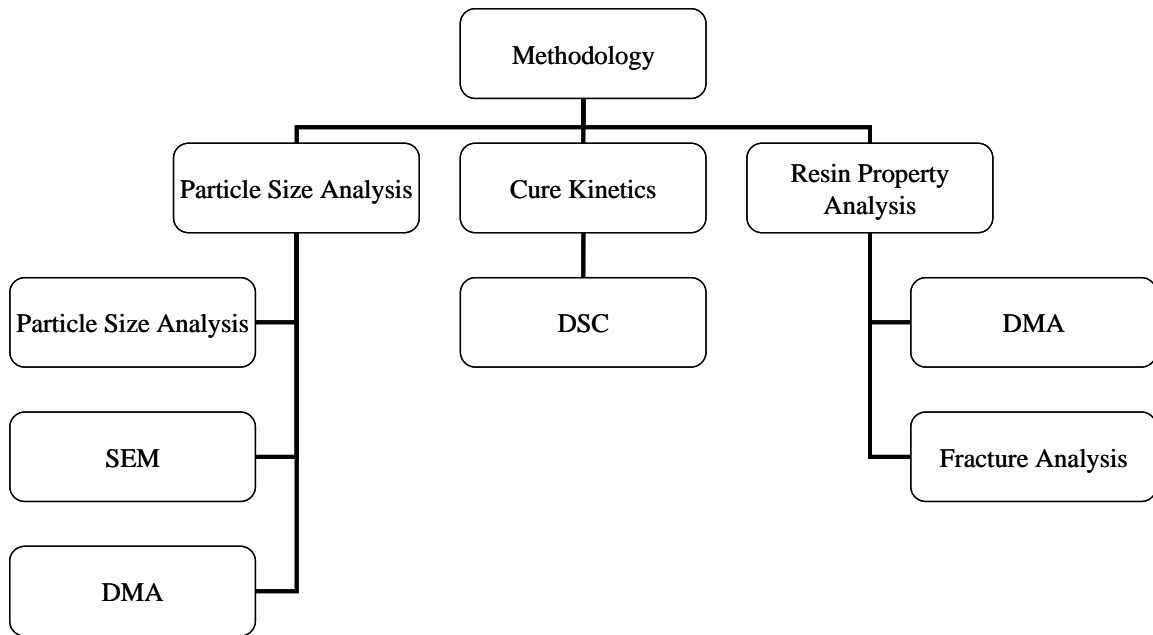 Methodology
Particle Size Analysis
Cure Kinetics
Resin Property
Analysis
Particle Size Analysis
DSC
DMA
SEM
Fracture Analysis
DMA